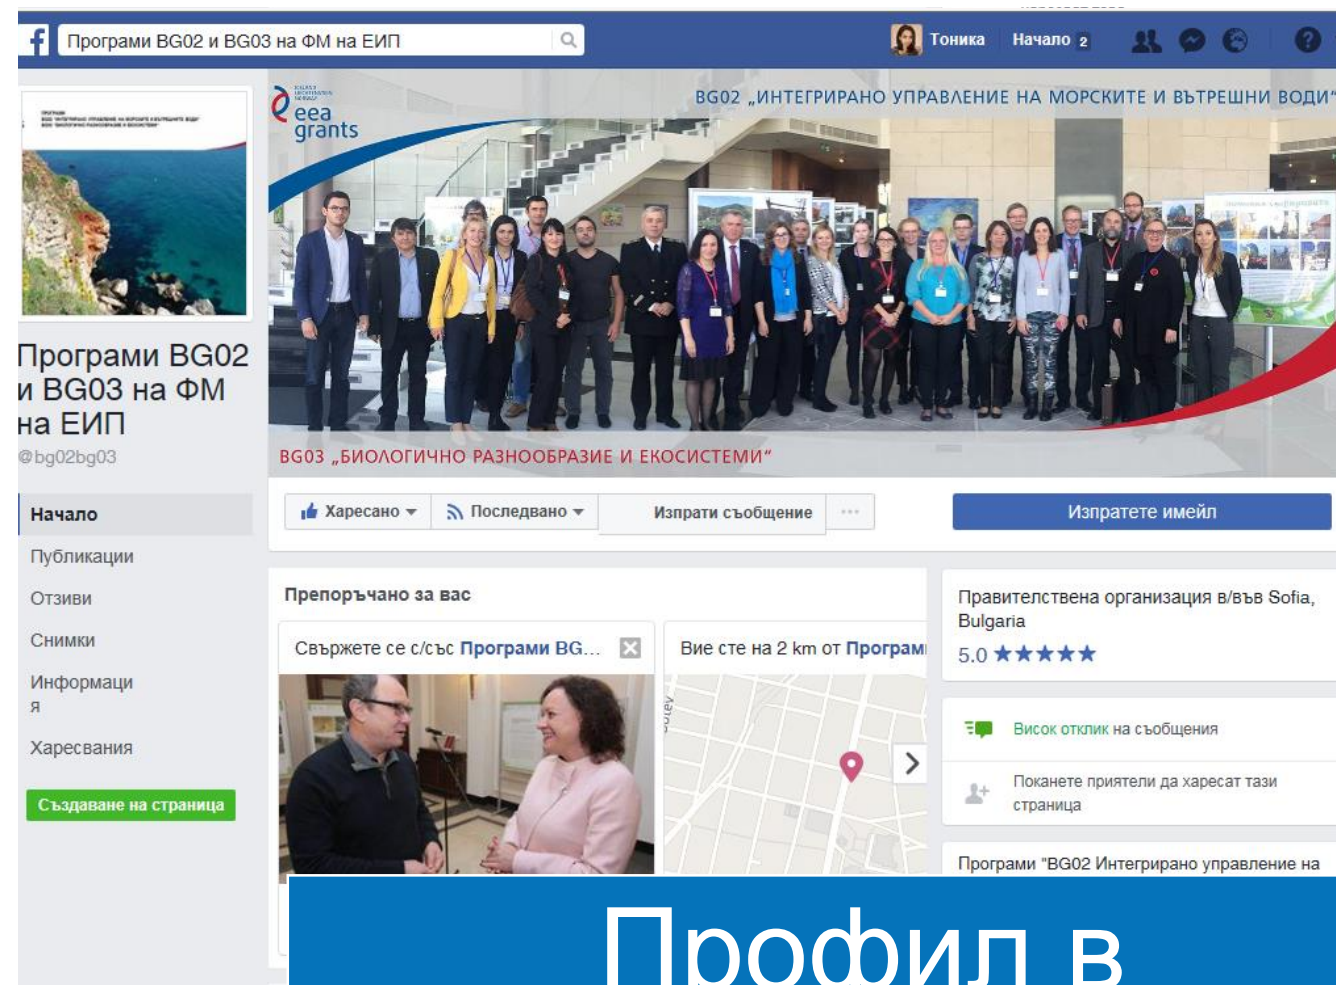 Програми BG02 и BG03 на ФМ на ЕИП
Тоника
Начало 2
ПРОГРАМИ
eea
grants
BG02 „ИНТЕГРИРАНО УПРАВЛЕНИЕ НА МОРСКИТЕ И ВЪТРЕШНИ ВОДИ“
Програми BG02
и BG03 на ФМ
на ЕИП
@bg02bg03
BG03 „БИОЛОГИЧНО РАЗНООБРАЗИЕ И ЕКОСИСТЕМИ“
Харесано
Последвано
Изпрати съобщение
Изпратете имейл
Начало
Публикации
Отзиви
Снимки
Информаци
я
Харесвания
Създаване на страница
Препоръчано за вас
Свържете се с/със Програми BG...
Вие сте на 2 km от Програм
Правителствена организация в/във Sofia,
Bulgaria
5.0 ★★★★★
Висок отклик на съобщения
Поканете приятели да харесат тази
страница
Програми "BG02 Интегрирано управление на
Профил в